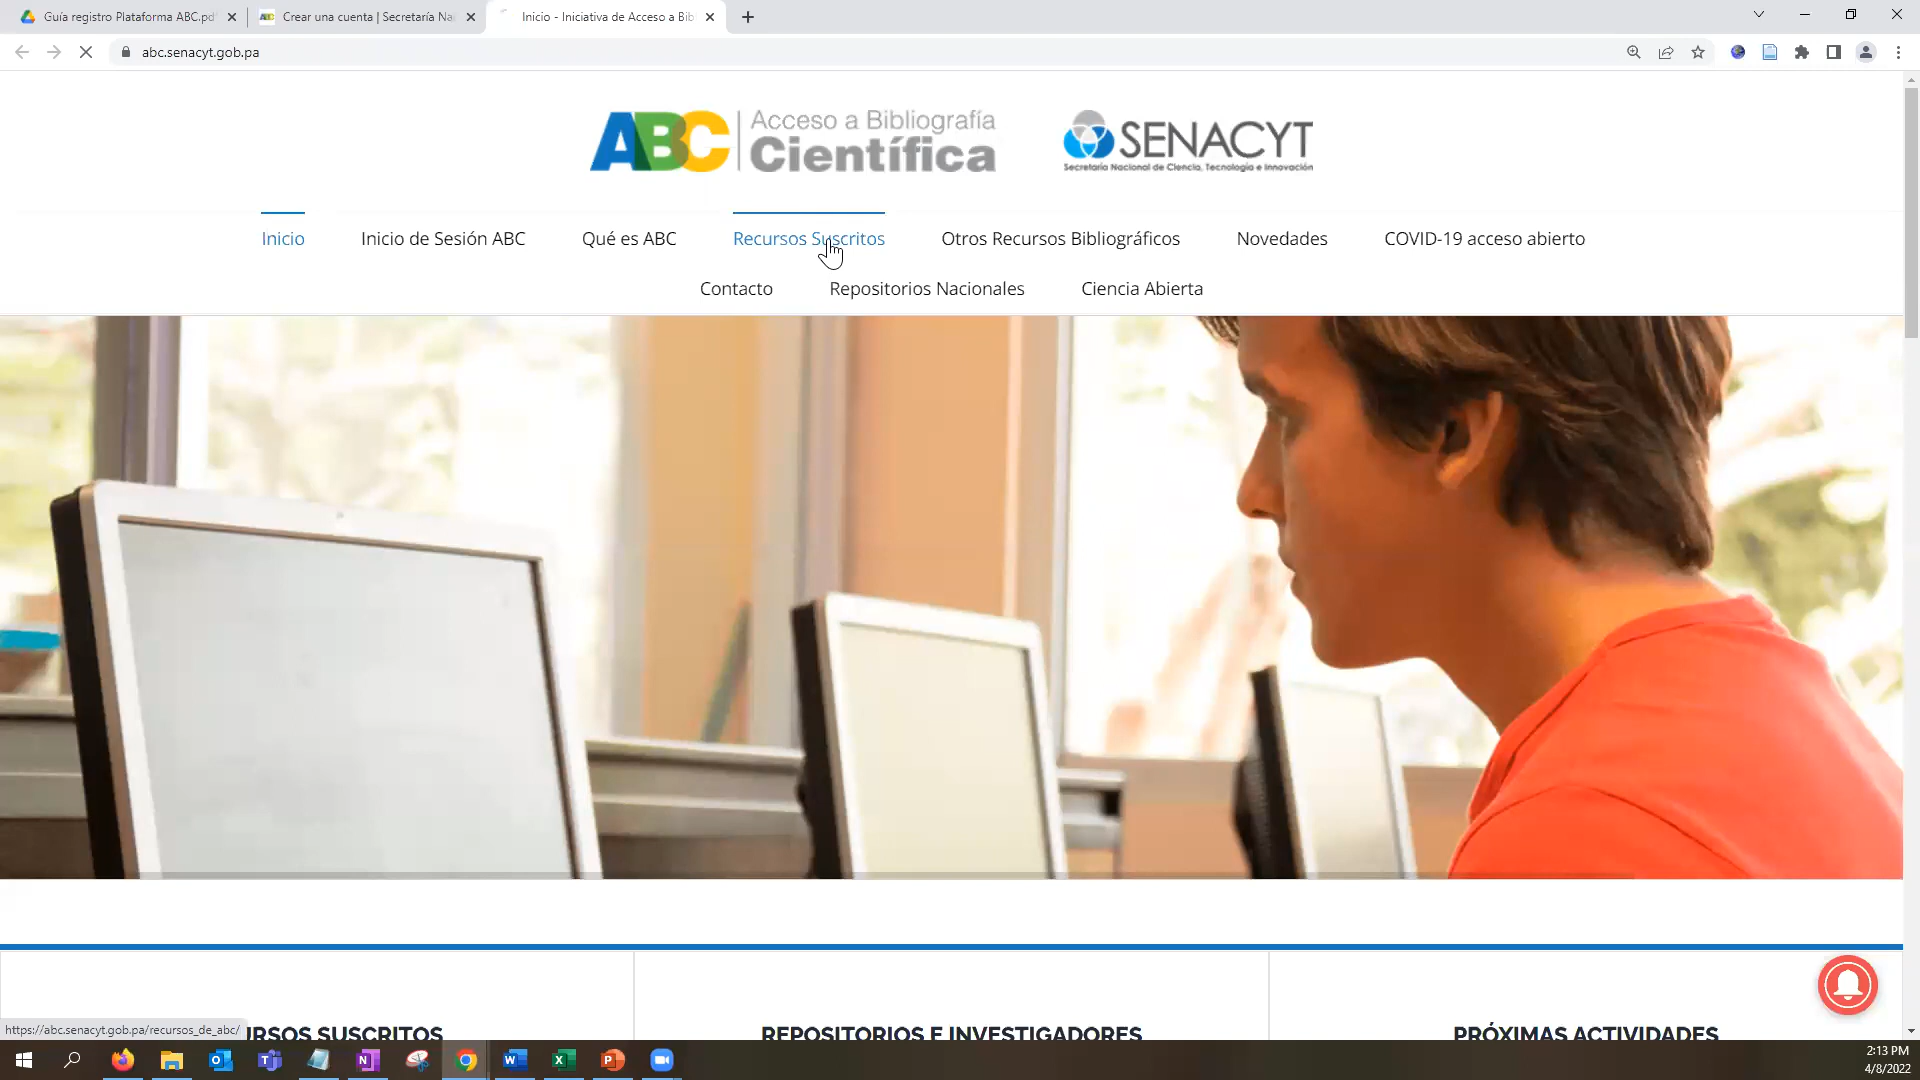 Guía registro Plataforma ABC.pdf
Crear una cuenta | Secretaría Na
Inicio - Iniciativa de Acceso a Bib
abc.senacyt.gob.pa
ABC Acceso a Bibliografía
Científica
SENACYT
Secretaría Nacional de Ciencia, Tecnología e Innovación
Inicio
Inicio de Sesión ABC
Qué es ABC
Recursos Suscritos
Otros Recursos Bibliográficos
Novedades
COVID-19 acceso abierto
Contacto
Repositorios Nacionales
Ciencia Abierta
https://abc.senacyt.gob.pa/recursos_de_abc/
URSOS SUSCRITOS
REPOSITORIOS E INVESTIGADORES
PRÓXIMAS ACTIVIDADES
2:13 PM
4/8/2022